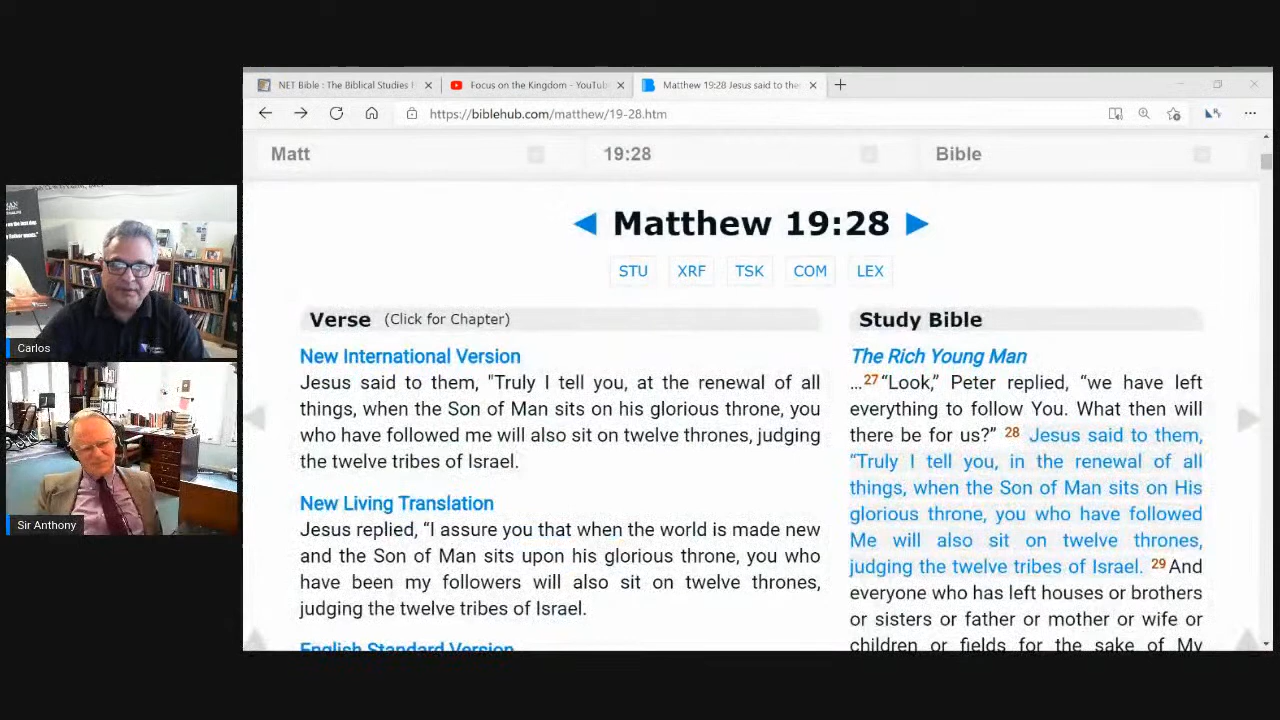 NET Bible : The Biblical Studies
Focus on the Kingdom - YouTub
Matthew 19:28 Jesus said to the
https://biblehub.com/matthew/19-28.htm
Matt
19:28
Bible
Matthew 19:28
STU
XRF
TSK
COM
LEX
Verse (Click for Chapter)
New International Version
Jesus said to them, "Truly I tell you, at the renewal of all
things, when the Son of Man sits on his glorious throne, you
who have followed me will also sit on twelve thrones, judging
the twelve tribes of Israel.
New Living Translation
Jesus replied, “I assure you that when the world is made new
and the Son of Man sits upon his glorious throne, you who
have been my followers will also sit on twelve thrones,
judging the twelve tribes of Israel.
English Standard Version
Study Bible
The Rich Young Man
…27 “Look,” Peter replied, “we have left
everything to follow You. What then will
there be for us?” 28 Jesus said to them,
“Truly I tell you, in the renewal of all
things, when the Son of Man sits on His
glorious throne, you who have followed
Me will also sit on twelve thrones,
judging the twelve tribes of Israel. 29 And
everyone who has left houses or brothers
or sisters or father or mother or wife or
children or fields for the sake of My
Carlos
Sir Anthony